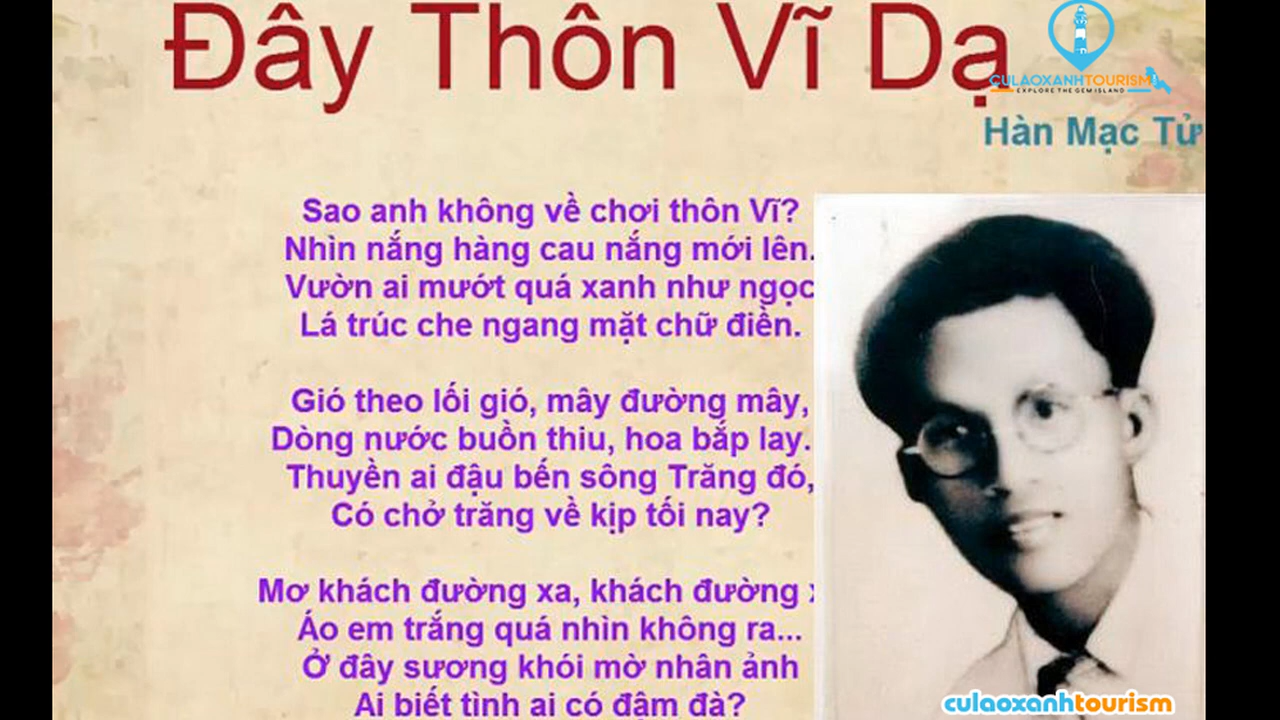 Đây Thôn Vĩ Dạ
CULAOXANHTOURISM
EXPLORE THE GEM ISLAND
Hàn Mạc Tử
Sao anh không về chơi thôn Vĩ?
Nhìn nắng hàng cau nắng mới lên.
Vườn ai mướt quá xanh như ngọc
Lá trúc che ngang mặt chữ điền.
Gió theo lối gió, mây đường mây,
Dòng nước buồn thiu, hoa bắp lay.
Thuyền ai đậu bến sông Trăng đó,
Có chở trăng về kịp tối nay?
Mơ khách đường xa, khách đường
Áo em trắng quá nhìn không ra...
Ở đây sương khói mờ nhân ảnh
Ai biết tình ai có đậm đà?
culaoxanhtourism